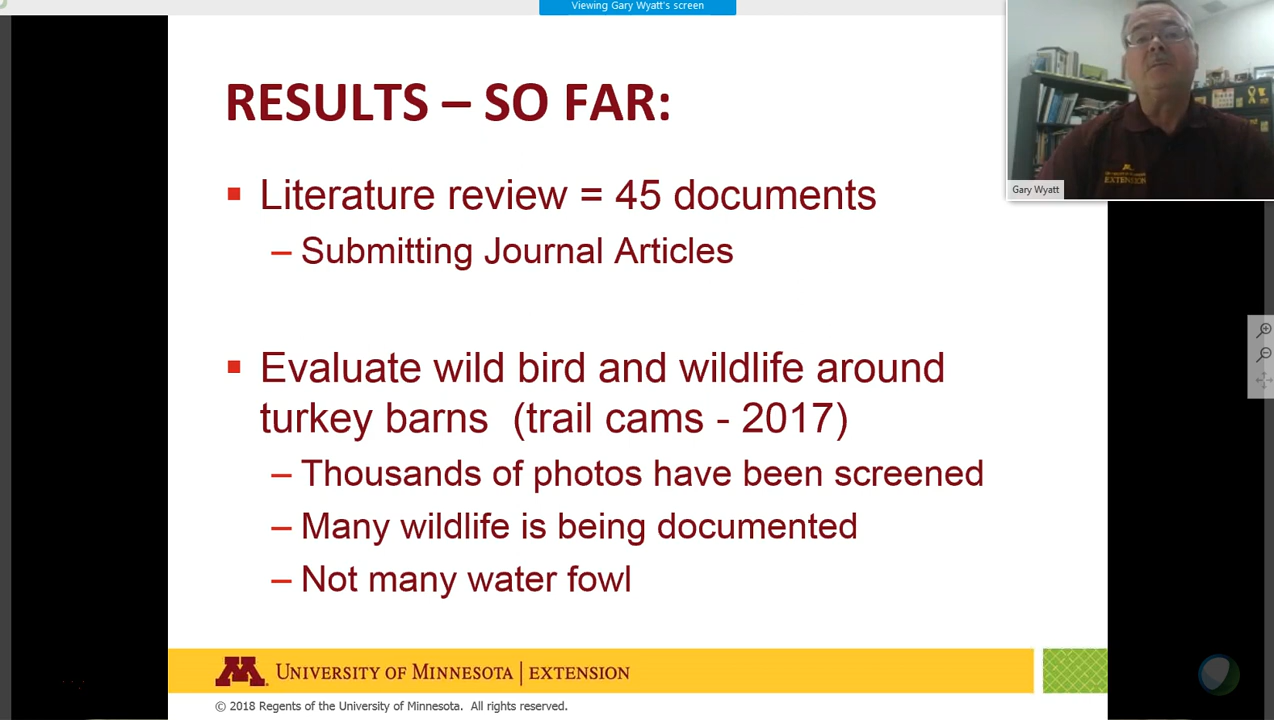 Viewing Gary Wyatt's screen
RESULTS – SO FAR:
Gary Wyatt
EXTENSION
▪ Literature review = 45 documents
– Submitting Journal Articles
▪ Evaluate wild bird and wildlife around
turkey barns (trail cams - 2017)
– Thousands of photos have been screened
– Many wildlife is being documented
– Not many water fowl
M UNIVERSITY OF MINNESOTA | EXTENSION
© 2018 Regents of the University of Minnesota. All rights reserved.